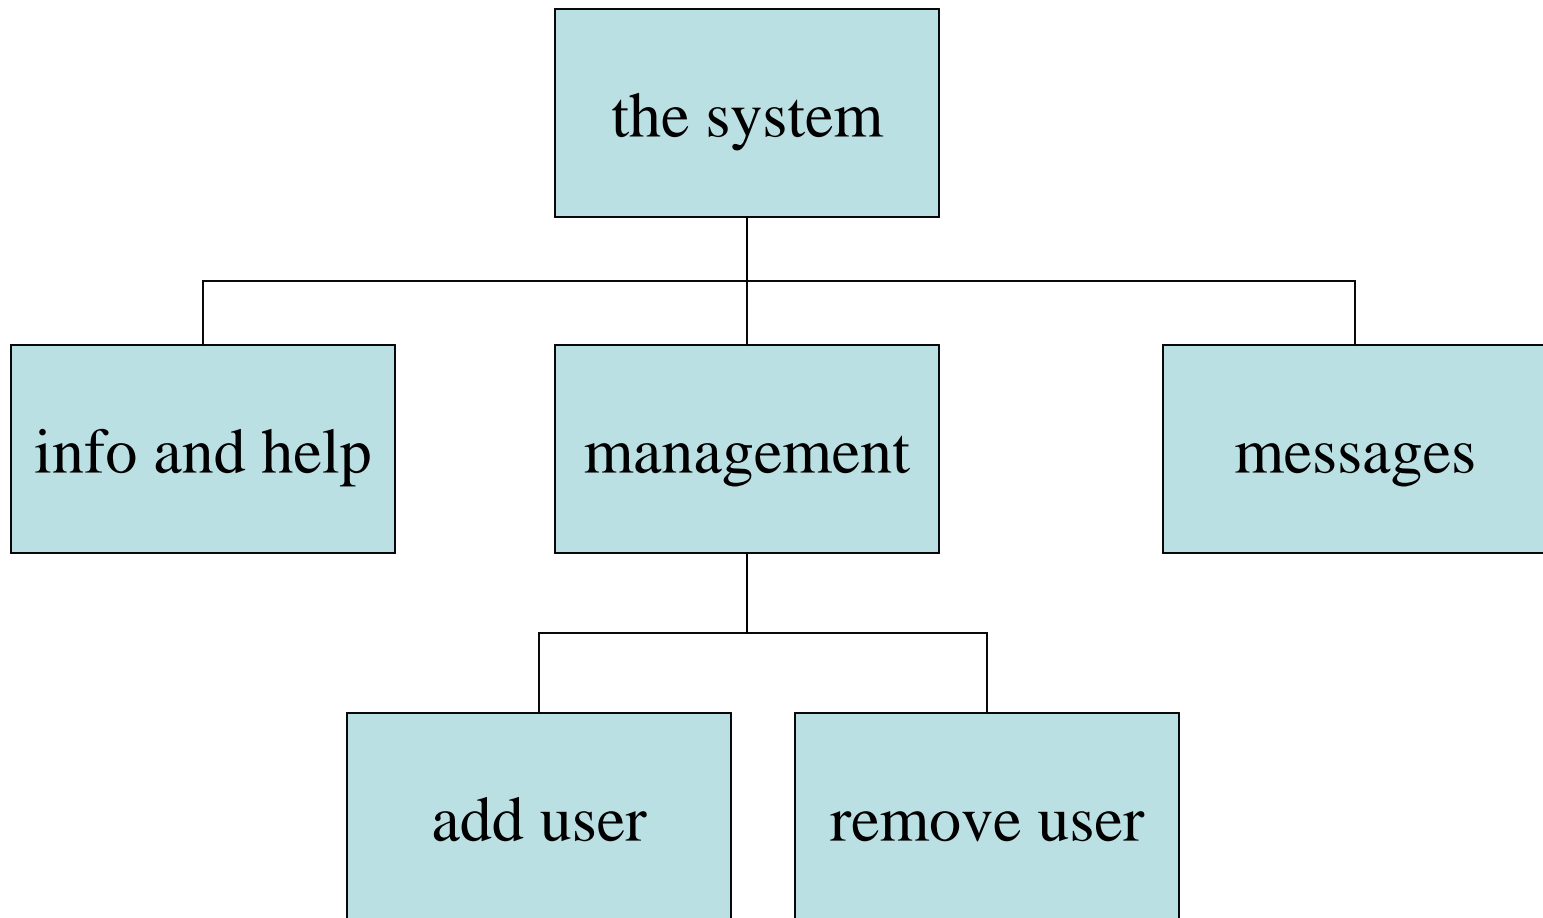 the system
info and help
management
messages
add user
remove user